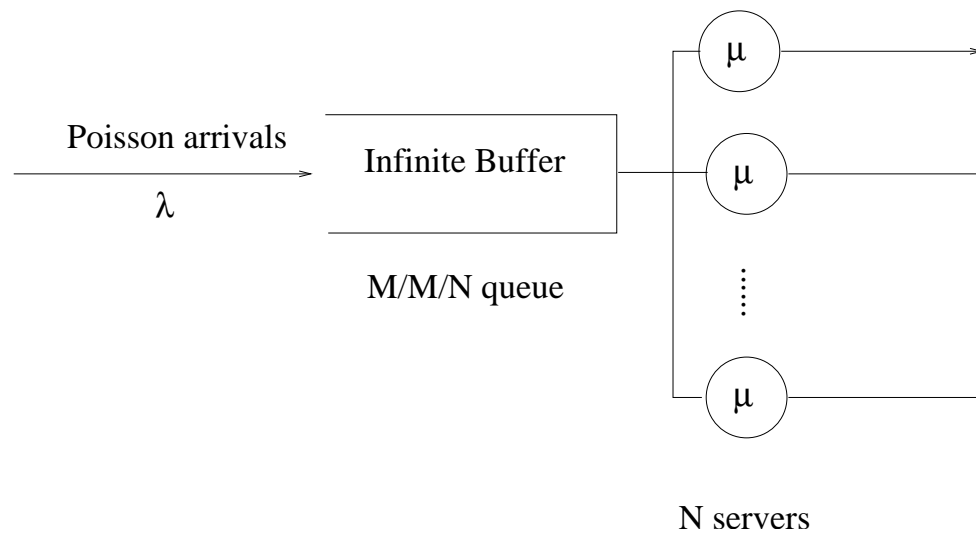 μ
Poisson arrivals
Infinite Buffer
μ
λ
M/M/N queue
μ
N servers